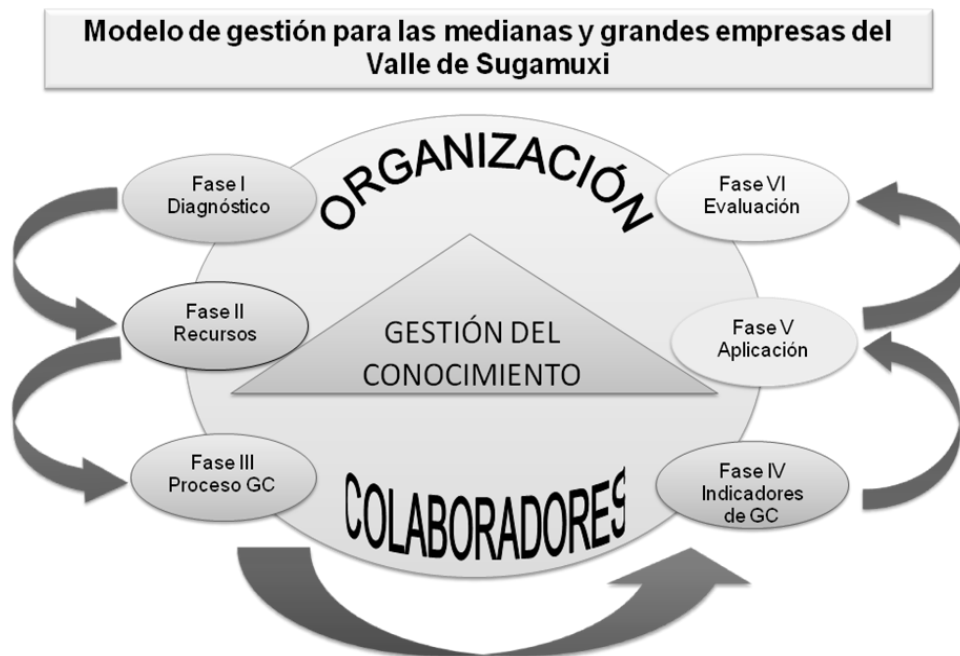 Modelo de gestión para las medianas y grandes empresas del
Valle de Sugamuxi
ORGANIZACIÓN
Fase I
Diagnóstico
Fase VI
Evaluación
Fase II
Recursos
GESTIÓN DEL
CONOCIMIENTO
Fase V
Aplicación
Fase III
Proceso GC
Fase IV
Indicadores
de GC
COLABORADORES